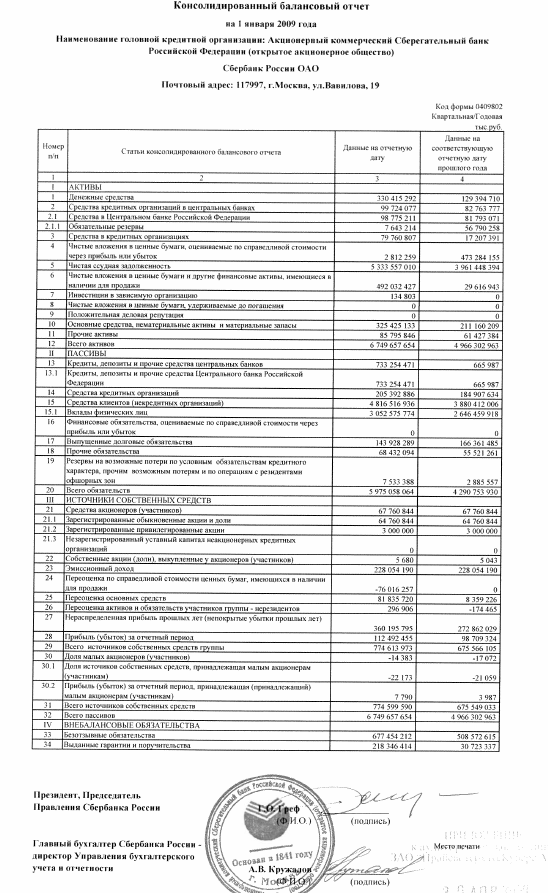 Консолидированный балансовый отчет
на 1 января 2009 года
Наименование головной кредитной организации: Акционерный коммерческий Сберегательный банк
Российской Федерации (открытое акционерное общество)
Сбербанк России ОАО
Почтовый адрес: 117997, г.Москва, ул.Вавилова, 19
Код формы 0409802
Квартальная/Годовая
тыс.руб.
Номер п/п Статьи консолидированного балансового отчета Данные на отчетную дату Данные на соответствующую отчетную дату прошлого года
1 2 3 4
I АКТИВЫ
1 Денежные средства 330 415 292 129 394 710
2 Средства кредитных организаций в центральных банках 99 724 077 82 763 777
2.1 Средства в Центральном банке Российской Федерации 98 775 211 81 793 071
2.1.1 Обязательные резервы 7 643 214 56 790 258
3 Средства в кредитных организациях 79 760 807 17 207 391
4 Чистые вложения в ценные бумаги, оцениваемые по справедливой стоимости
через прибыль или убыток 2 812 259 473 284 155
5 Чистая ссудная задолженность 5 333 557 010 3 961 448 394
6 Чистые вложения в ценные бумаги и другие финансовые активы, имеющиеся в
наличии для продажи 492 032 427 29 616 943
7 Инвестиции в зависимую организацию 134 803 0
8 Чистые вложения в ценные бумаги, удерживаемые до погашения 0 0
9 Положительная деловая репутация 0 0
10 Основные средства, нематериальные активы и материальные запасы 325 425 133 211 160 209
11 Прочие активы 85 795 846 61 427 384
12 Всего активов 6 749 657 654 4 966 302 963
II ПАССИВЫ
13 Кредиты, депозиты и прочие средства центральных банков 733 254 471 665 987
13.1 Кредиты, депозиты и прочие средства Центрального банка Российской
Федерации 733 254 471 665 987
14 Средства кредитных организаций 205 392 886 184 907 634
15 Средства клиентов (некредитных организаций) 4 816 516 936 3 880 412 006
15.1 Вклады физических лиц 3 052 575 774 2 646 459 918
16 Финансовые обязательства, оцениваемые по справедливой стоимости через
прибыль или убыток 0 0
17 Выпущенные долговые обязательства 143 928 289 166 361 485
18 Прочие обязательства 68 432 094 55 521 261
19 Резервы на возможные потери по условным обязательствам кредитного
характера, прочим возможным потерям и по операциям с резидентами
офшорных зон 7 533 388 2 885 557
20 Всего обязательств 5 975 058 064 4 290 753 930
III ИСТОЧНИКИ СОБСТВЕННЫХ СРЕДСТВ
21 Средства акционеров (участников) 67 760 844 67 760 844
21.1 Зарегистрированные обыкновенные акции и доли 64 760 844 64 760 844
21.2 Зарегистрированные привилегированные акции 3 000 000 3 000 000
21.3 Незарегистрированный уставный капитал неакционерных кредитных
организаций 0 0
22 Собственные акции (доли), выкупленные у акционеров (участников) 5 680 5 043
23 Эмиссионный доход 228 054 190 228 054 190
24 Переоценка по справедливой стоимости ценных бумаг, имеющихся в наличии
для продажи -76 016 257 0
25 Переоценка основных средств 81 835 720 8 359 226
26 Переоценка активов и обязательств участников группы - нерезидентов 296 906 -174 465
27 Нераспределенная прибыль прошлых лет (непокрытые убытки прошлых лет)
360 195 795 272 862 029
28 Прибыль (убыток) за отчетный период 112 492 455 98 709 324
29 Всего источников собственных средств группы 774 613 973 675 566 105
30 Доля малых акционеров (участников) -14 383 -17 072
30.1 Доля источников собственных средств, принадлежащая малым акционерам
(участникам) -22 173 -21 059
30.2 Прибыль (убыток) за отчетный период, принадлежащая (принадлежащий)
малым акционерам (участникам) 7 790 3 987
31 Всего источников собственных средств 774 599 590 675 549 033
32 Всего пассивов 6 749 657 654 4 966 302 963
IV ВНЕБАЛАНСОВЫЕ ОБЯЗАТЕЛЬСТВА
33 Безотзывные обязательства 677 454 212 508 572 615
34 Выданные гарантии и поручительства 218 346 414 30 723 337
Президент, Председатель
Правления Сбербанка России Г.О. Греф
(Ф.И.О.) (подпись)
Главный бухгалтер Сбербанка России -
директор Управления бухгалтерского
учета и отчетности А.В. Кружалов
(Ф.И.О.) (подпись)
Место печати
Основан в 1841 году
г. Москва